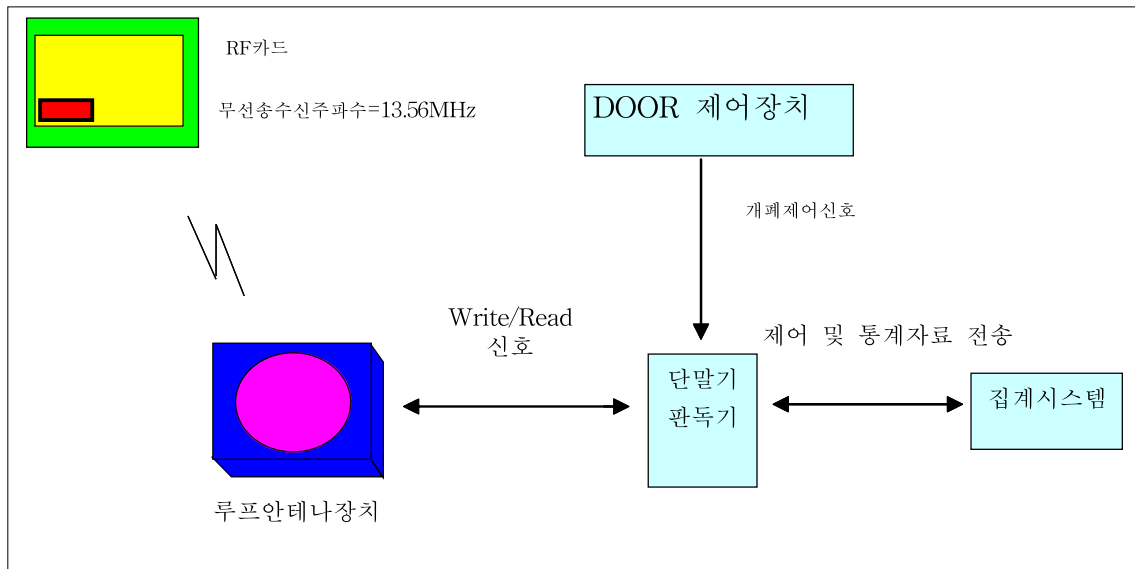 RF카드
무선송수신주파수=13.56MHz
DOOR 제어장치
개폐제어신호
Write/Read
신호
제어 및 통계자료 전송
단말기
판독기
집계시스템
루프안테나장치